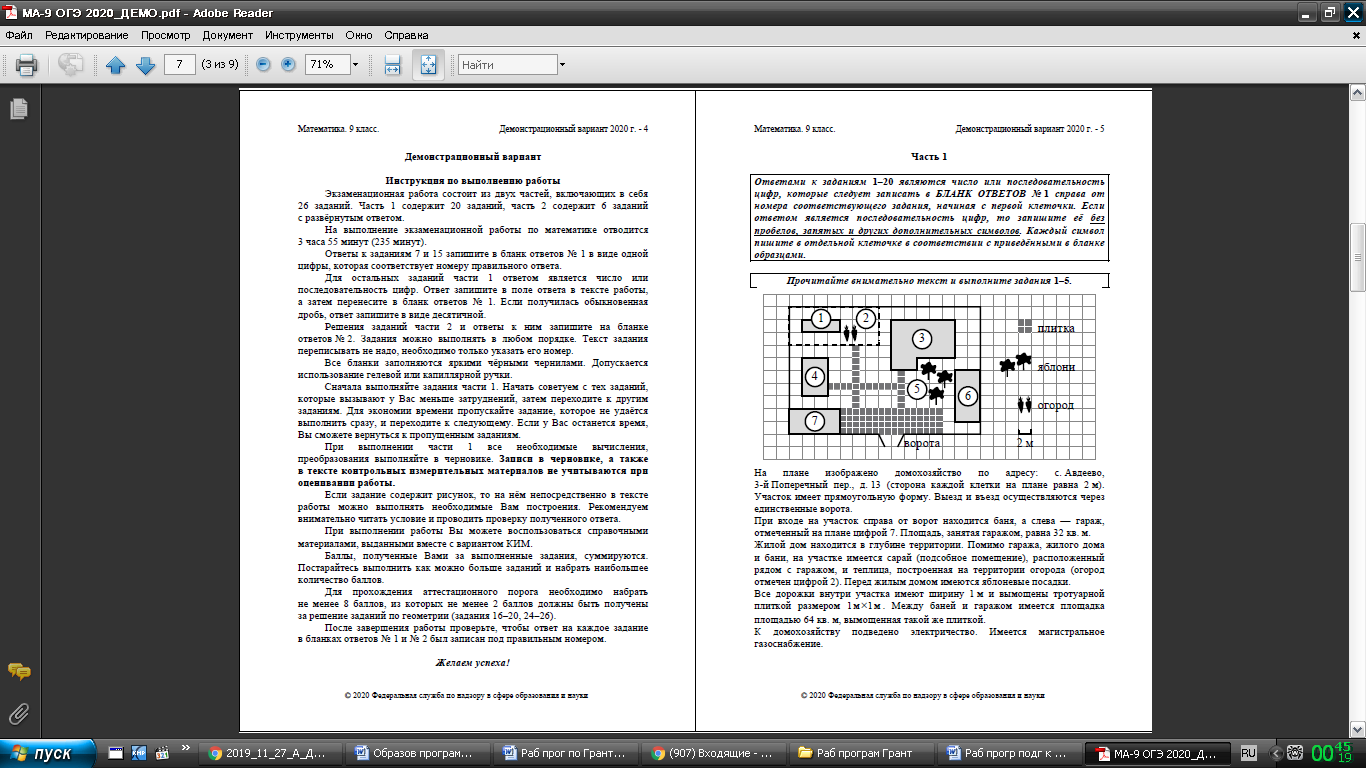 МА-9 ОГЭ 2020_ДЕМО.pdf - Adobe Reader
Файл Редактирование Просмотр Документ Инструменты Окно Справка
7 (3 из 9) 71% Найти
Математика. 9 класс. Демонстрационный вариант 2020 г. - 4
Демонстрационный вариант
Инструкция по выполнению работы
Экзаменационная работа состоит из двух частей, включающих в себя
26 заданий. Часть 1 содержит 20 заданий, часть 2 содержит 6 заданий
с развёрнутым ответом.
На выполнение экзаменационной работы по математике отводится
3 часа 55 минут (235 минут).
Ответы к заданиям 7 и 15 запишите в бланк ответов № 1 в виде одной
цифры, которая соответствует номеру правильного ответа.
Для остальных заданий части 1 ответом является число или
последовательность цифр. Ответ запишите в поле ответа в тексте работы,
а затем перенесите в бланк ответов № 1. Если получилась обыкновенная
дробь, ответ запишите в виде десятичной.
Решения заданий части 2 и ответы к ним запишите на бланке
ответов № 2. Задания можно выполнять в любом порядке. Текст задания
переписывать не надо, необходимо только указать его номер.
Все бланки заполняются яркими чёрными чернилами. Допускается
использование гелевой или капиллярной ручки.
Сначала выполняйте задания части 1. Начать советуем с тех заданий,
которые вызывают у Вас меньше затруднений, затем переходите к другим
заданиям. Для экономии времени пропускайте задание, которое не удаётся
выполнить сразу, и переходите к следующему. Если у Вас останется время,
Вы сможете вернуться к пропущенным заданиям.
При выполнении части 1 все необходимые вычисления,
преобразования выполняйте в черновике. Записи в черновике, а также
в тексте контрольных измерительных материалов не учитываются при
оценивании работы.
Если задание содержит рисунок, то на нём непосредственно в тексте
работы можно выполнять необходимые Вам построения. Рекомендуем
внимательно читать условие и проводить проверку полученного ответа.
При выполнении работы Вы можете воспользоваться справочными
материалами, выданными вместе с вариантом КИМ.
Баллы, полученные Вами за выполненные задания, суммируются.
Постарайтесь выполнить как можно больше заданий и набрать наибольшее
количество баллов.
Для прохождения аттестационного порога необходимо набрать
не менее 8 баллов, из которых не менее 2 баллов должны быть получены
за решение заданий по геометрии (задания 16–20, 24–26).
После завершения работы проверьте, чтобы ответ на каждое задание
в бланках ответов № 1 и № 2 был записан под правильным номером.
Желаем успеха!
© 2020 Федеральная служба по надзору в сфере образования и науки
Математика. 9 класс. Демонстрационный вариант 2020 г. - 5
Часть 1
Ответами к заданиям 1–20 являются число или последовательность
цифр, которые следует записать в БЛАНК ОТВЕТОВ № 1 справа от
номера соответствующего задания, начиная с первой клеточки. Если
ответом является последовательность цифр, то запишите её без
пробелов, запятых и других дополнительных символов. Каждый символ
пишите в отдельной клеточке в соответствии с приведёнными в бланке
образцами.
Прочитайте внимательно текст и выполните задания 1–5.
1 2 3 плитка
4 5 6 яблони
огород
7 ворота 2 м
На плане изображено домохозяйство по адресу: с. Авдеево,
3-й Поперечный пер., д. 13 (сторона каждой клетки на плане равна 2 м).
Участок имеет прямоугольную форму. Выезд и въезд осуществляются через
единственные ворота.
При входе на участок справа от ворот находится баня, а слева — гараж,
отмеченный на плане цифрой 7. Площадь, занятая гаражом, равна 32 кв. м.
Жилой дом находится в глубине территории. Помимо гаража, жилого дома
и бани, на участке имеется сарай (подсобное помещение), расположенный
рядом с гаражом, и теплица, построенная на территории огорода (огород
отмечен цифрой 2). Перед жилым домом имеются яблоневые посадки.
Все дорожки внутри участка имеют ширину 1 м и вымощены тротуарной
плиткой размером 1м×1м. Между баней и гаражом имеется площадка
площадью 64 кв. м, вымощенная такой же плиткой.
К домохозяйству подведено электричество. Имеется магистральное
газоснабжение.
© 2020 Федеральная служба по надзору в сфере образования и науки
пуск KMP » 2019_11_27_А_Д... Образов програм... Раб прог по Грант... (907) Входящие - ... Раб програм Грант Раб прогр подг к ... МА-9 ОГЭ 2020_Д... RU 00 45 19